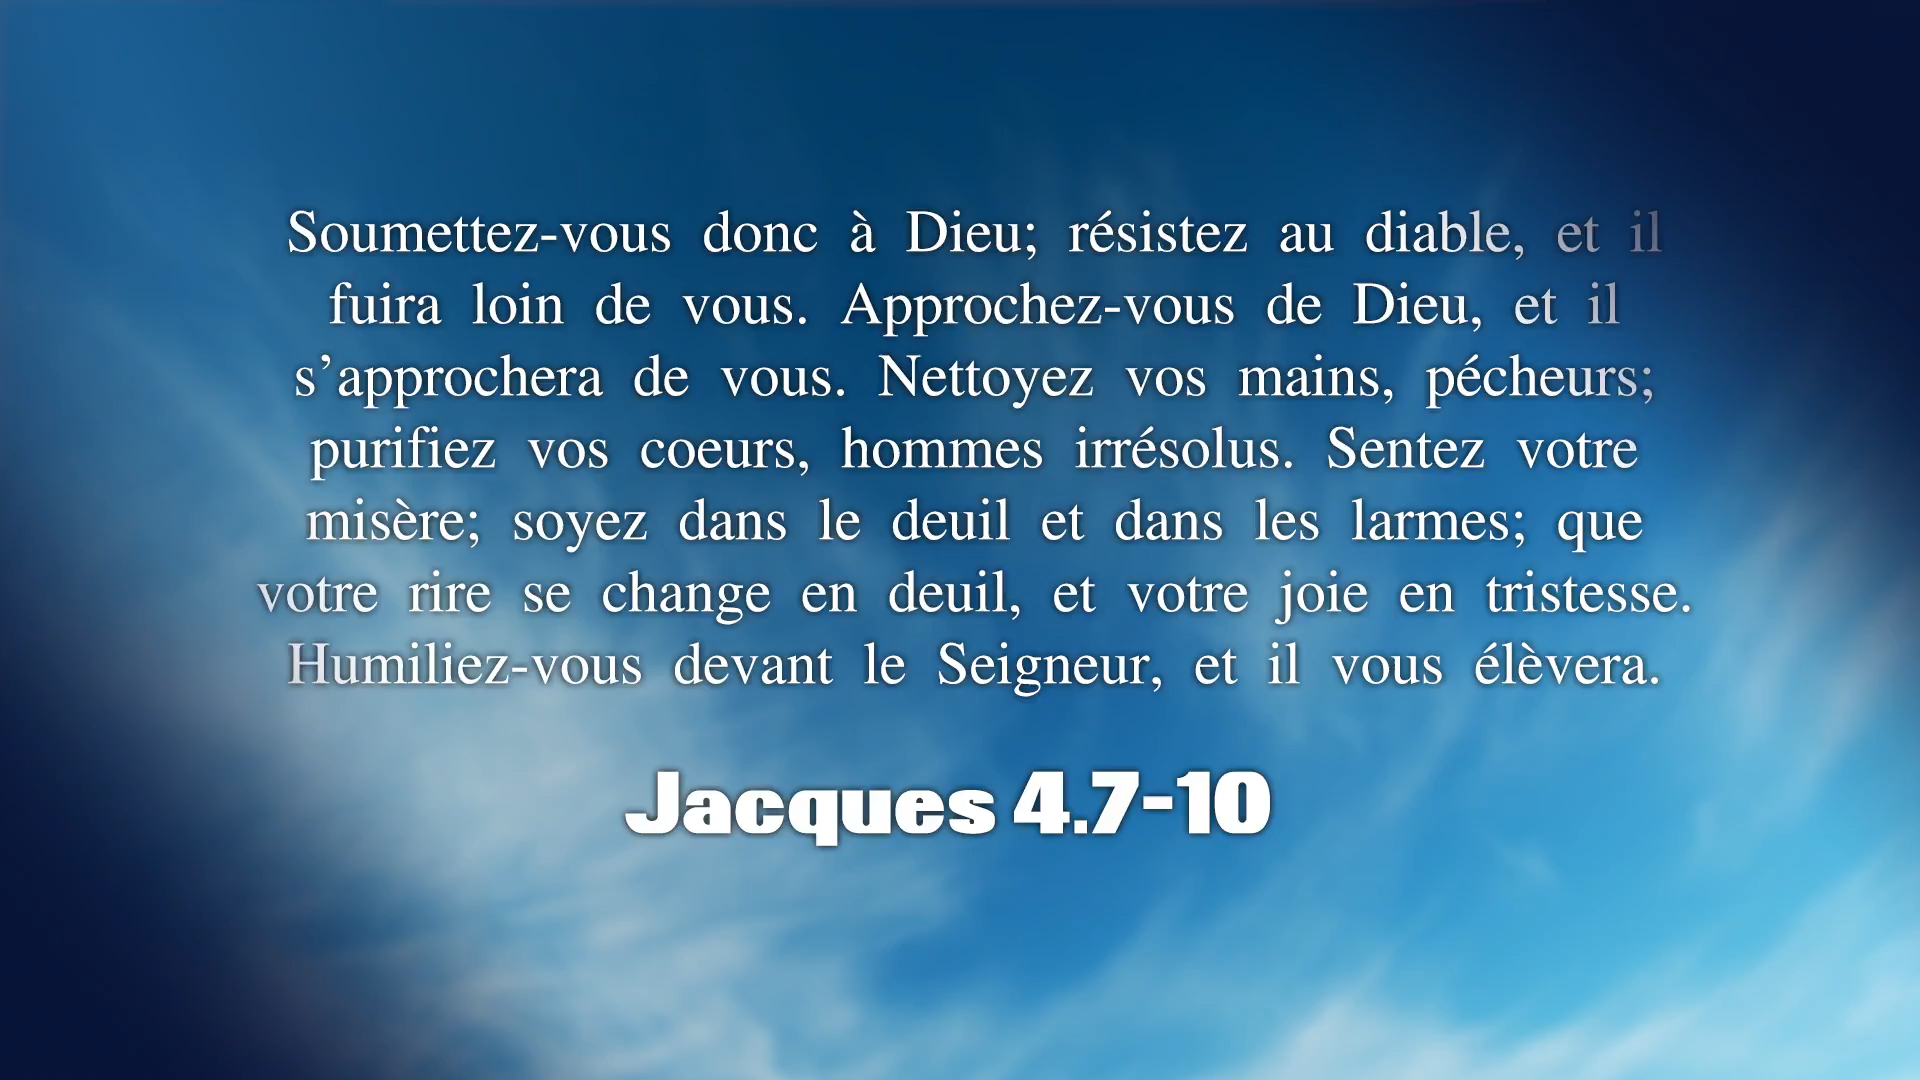 Soumettez-vous donc à Dieu; résistez au diable, et il
fuira loin de vous. Approchez-vous de Dieu, et il
s’approchera de vous. Nettoyez vos mains, pécheurs;
purifiez vos coeurs, hommes irrésolus. Sentez votre
misère; soyez dans le deuil et dans les larmes; que
votre rire se change en deuil, et votre joie en tristesse.
Humiliez-vous devant le Seigneur, et il vous élèvera.
Jacques 4.7-10